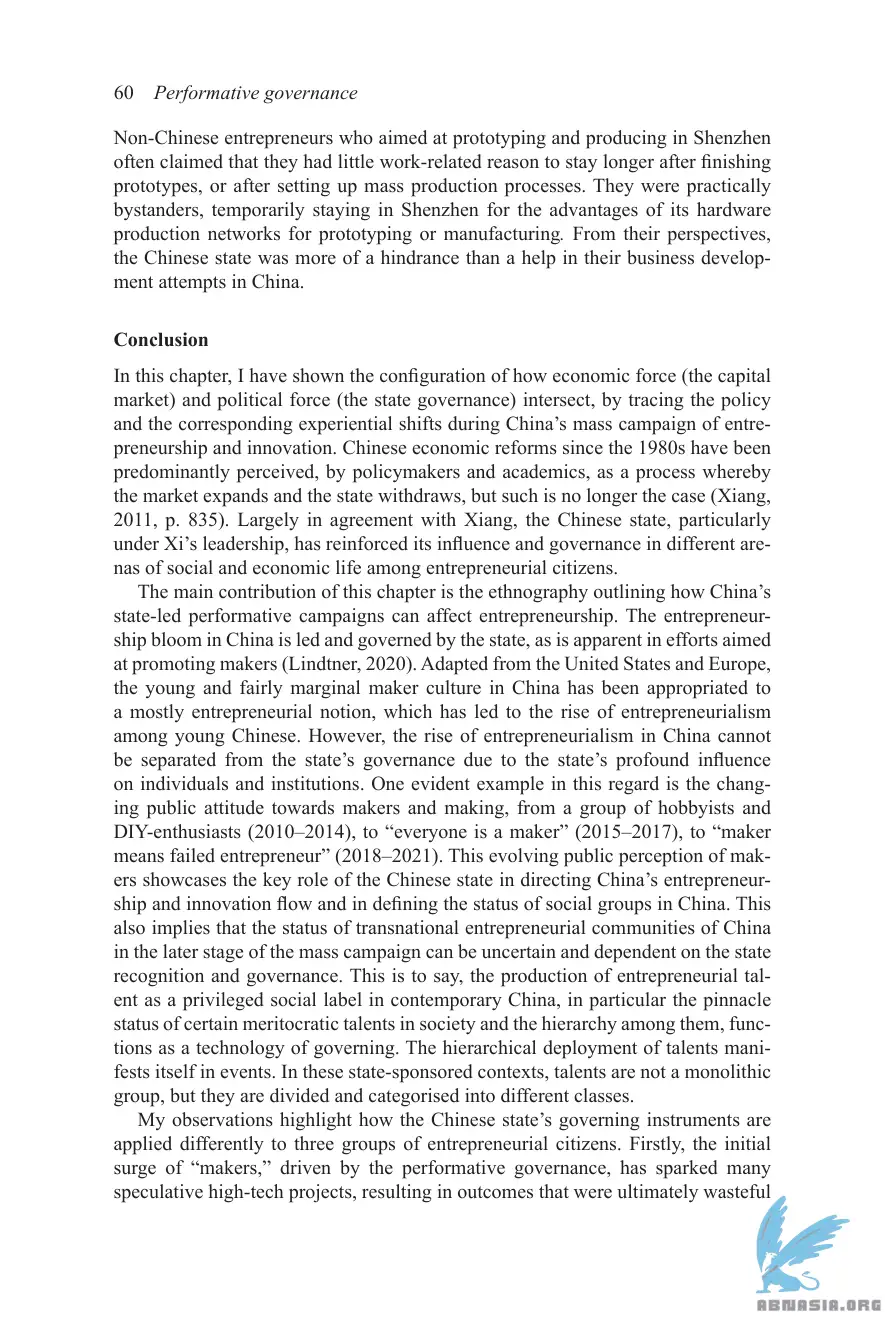 60 Performative governance
Non-Chinese entrepreneurs who aimed at prototyping and producing in Shenzhen
often claimed that they had little work-related reason to stay longer after finishing
prototypes, or after setting up mass production processes. They were practically
bystanders, temporarily staying in Shenzhen for the advantages of its hardware
production networks for prototyping or manufacturing. From their perspectives,
the Chinese state was more of a hindrance than a help in their business develop-
ment attempts in China.
Conclusion
In this chapter, I have shown the configuration of how economic force (the capital
market) and political force (the state governance) intersect, by tracing the policy
and the corresponding experiential shifts during China’s mass campaign of entre-
preneurship and innovation. Chinese economic reforms since the 1980s have been
predominantly perceived, by policymakers and academics, as a process whereby
the market expands and the state withdraws, but such is no longer the case (Xiang,
2011, p. 835). Largely in agreement with Xiang, the Chinese state, particularly
under Xi’s leadership, has reinforced its influence and governance in different are-
nas of social and economic life among entrepreneurial citizens.
The main contribution of this chapter is the ethnography outlining how China’s
state-led performative campaigns can affect entrepreneurship. The entrepreneur-
ship bloom in China is led and governed by the state, as is apparent in efforts aimed
at promoting makers (Lindtner, 2020). Adapted from the United States and Europe,
the young and fairly marginal maker culture in China has been appropriated to
a mostly entrepreneurial notion, which has led to the rise of entrepreneurialism
among young Chinese. However, the rise of entrepreneurialism in China cannot
be separated from the state’s governance due to the state’s profound influence
on individuals and institutions. One evident example in this regard is the chang-
ing public attitude towards makers and making, from a group of hobbyists and
DIY-enthusiasts (2010–2014), to “everyone is a maker” (2015–2017), to “maker
means failed entrepreneur” (2018–2021). This evolving public perception of mak-
ers showcases the key role of the Chinese state in directing China’s entrepreneur-
ship and innovation flow and in defining the status of social groups in China. This
also implies that the status of transnational entrepreneurial communities of China
in the later stage of the mass campaign can be uncertain and dependent on the state
recognition and governance. This is to say, the production of entrepreneurial tal-
ent as a privileged social label in contemporary China, in particular the pinnacle
status of certain meritocratic talents in society and the hierarchy among them, func-
tions as a technology of governing. The hierarchical deployment of talents mani-
fests itself in events. In these state-sponsored contexts, talents are not a monolithic
group, but they are divided and categorised into different classes.
My observations highlight how the Chinese state’s governing instruments are
applied differently to three groups of entrepreneurial citizens. Firstly, the initial
surge of “makers,” driven by the performative governance, has sparked many
speculative high-tech projects, resulting in outcomes that were ultimately wasteful
ABNASIA.ORG